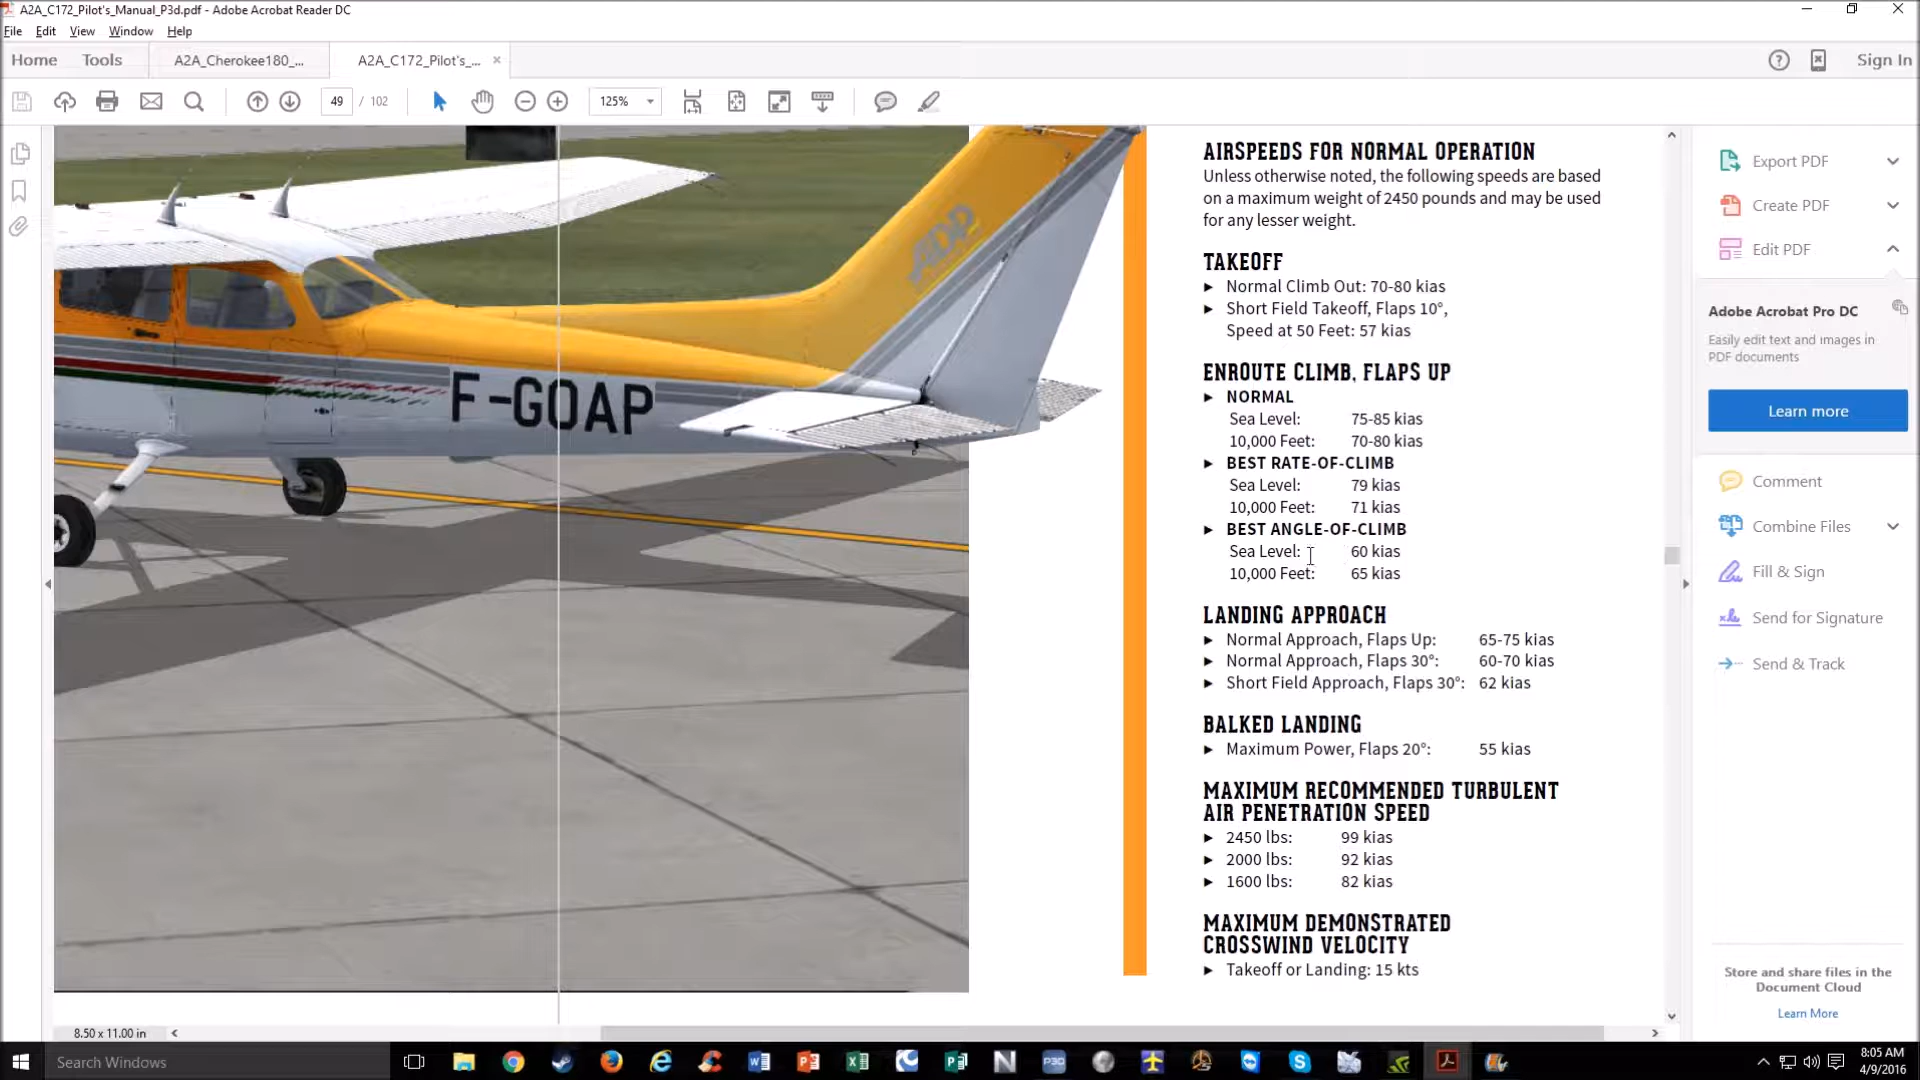 A2A_C172_Pilot's_Manual_P3d.pdf - Adobe Acrobat Reader DC
File Edit View Window Help
Home Tools A2A_Cherokee180_... A2A_C172_Pilot's_... × Sign In
49 / 102 125%
F-GOAP
AIRSPEEDS FOR NORMAL OPERATION
Unless otherwise noted, the following speeds are based
on a maximum weight of 2450 pounds and may be used
for any lesser weight.
TAKEOFF
► Normal Climb Out: 70-80 kias
► Short Field Takeoff, Flaps 10°,
Speed at 50 Feet: 57 kias
ENROUTE CLIMB, FLAPS UP
► NORMAL
Sea Level: 75-85 kias
10,000 Feet: 70-80 kias
► BEST RATE-OF-CLIMB
Sea Level: 79 kias
10,000 Feet: 71 kias
► BEST ANGLE-OF-CLIMB
Sea Level: 60 kias
10,000 Feet: 65 kias
LANDING APPROACH
► Normal Approach, Flaps Up: 65-75 kias
► Normal Approach, Flaps 30°: 60-70 kias
► Short Field Approach, Flaps 30°: 62 kias
BALKED LANDING
► Maximum Power, Flaps 20°: 55 kias
MAXIMUM RECOMMENDED TURBULENT
AIR PENETRATION SPEED
► 2450 lbs: 99 kias
► 2000 lbs: 92 kias
► 1600 lbs: 82 kias
MAXIMUM DEMONSTRATED
CROSSWIND VELOCITY
► Takeoff or Landing: 15 kts
Export PDF
Create PDF
Edit PDF
Adobe Acrobat Pro DC
Easily edit text and images in
PDF documents
Learn more
Comment
Combine Files
Fill & Sign
Send for Signature
Send & Track
Store and share files in the
Document Cloud
Learn More
8.50 x 11.00 in
Search Windows
P3D
8:05 AM
4/9/2016